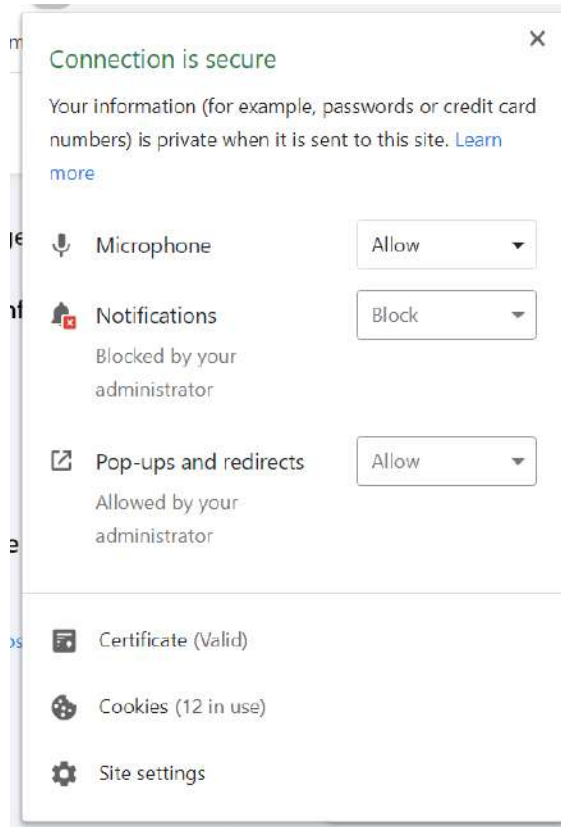 Connection is secure
Your information (for example, passwords or credit card
numbers) is private when it is sent to this site. Learn
more
Microphone Allow
Notifications Block
Blocked by your
administrator
Pop-ups and redirects Allow
Allowed by your
administrator
Certificate (Valid)
Cookies (12 in use)
Site settings